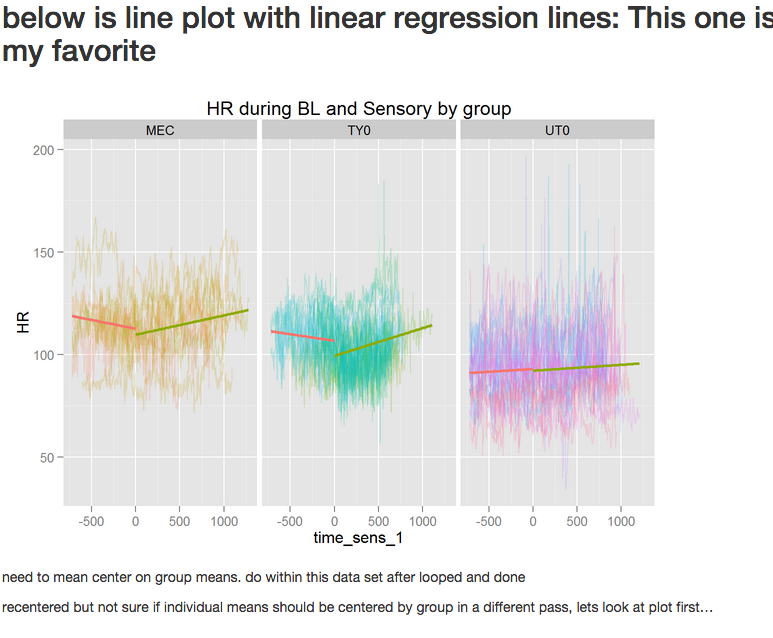 below is line plot with linear regression lines: This one is
my favorite
HR during BL and Sensory by group
MEC TY0 UT0
200
150
100
50
HR
-500 0 500 1000 -500 0 500 1000 -500 0 500 1000
time_sens_1
need to mean center on group means. do within this data set after looped and done
recentered but not sure if individual means should be centered by group in a different pass, lets look at plot first…